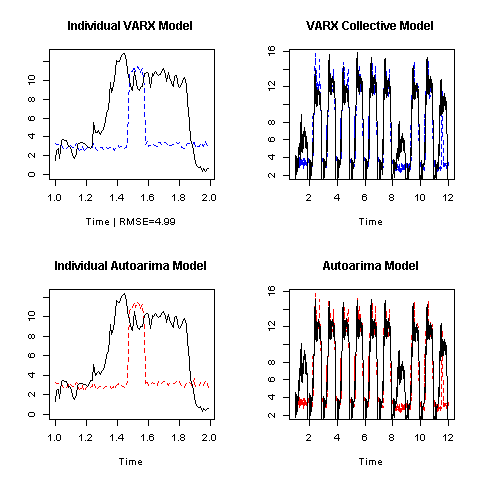 Individual VARX Model
VARX Collective Model
0 2 4 6 8 10
1.0 1.2 1.4 1.6 1.8 2.0
Time | RMSE=4.99
2 4 6 8 10 12 16
2 4 6 8 10 12
Time
Individual Autoarima Model
Autoarima Model
0 2 4 6 8 10
1.0 1.2 1.4 1.6 1.8 2.0
Time
2 4 6 8 12 16
2 4 6 8 10 12
Time